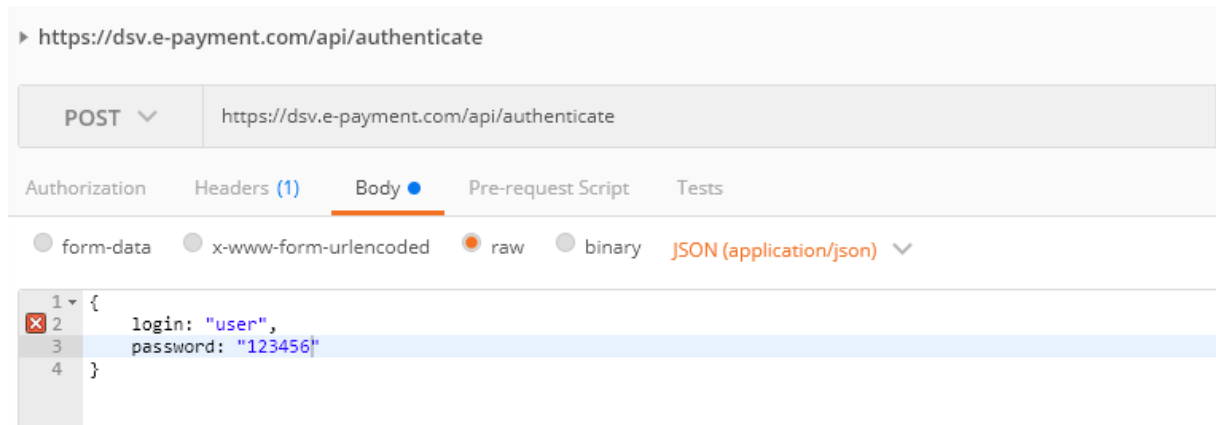 https://dsv.e-payment.com/api/authenticate
POST https://dsv.e-payment.com/api/authenticate
Authorization Headers (1) Body Pre-request Script Tests
form-data x-www-form-urlencoded raw binary JSON (application/json)
1 {
2 login: "user",
3 password: "123456"
4 }